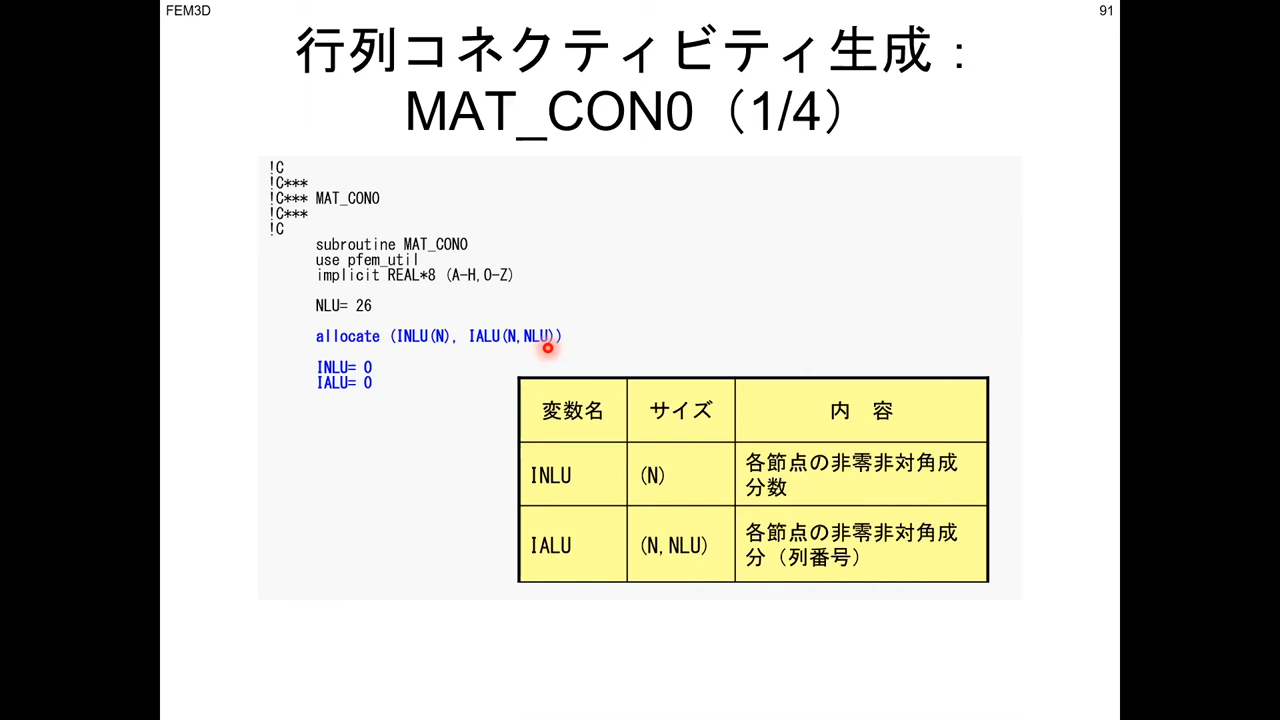 FEM3D
91
行列コネクティビティ生成：
MAT_CON0（1/4）
!C
!C***
!C*** MAT_CON0
!C***
!C
subroutine MAT_CON0
use pfem_util
implicit REAL*8 (A-H,O-Z)
NLU= 26
allocate (INLU(N), IALU(N,NLU))
INLU= 0
IALU= 0
変数名 サイズ 内　容
INLU (N) 各節点の非零非対角成
分数
IALU (N,NLU) 各節点の非零非対角成
分（列番号）